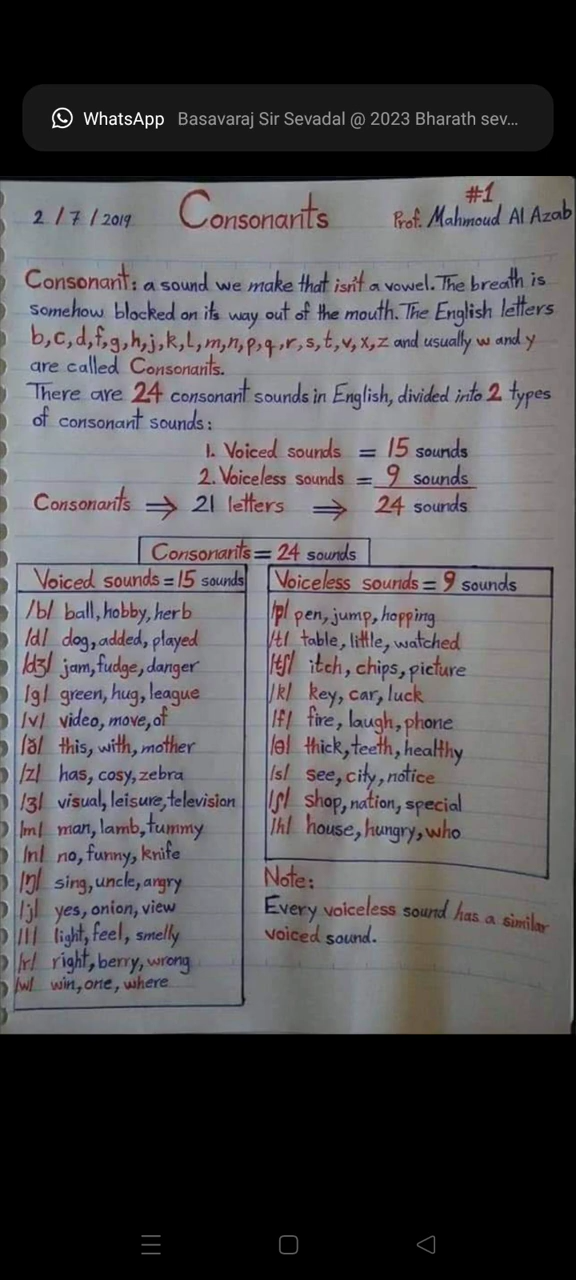 WhatsApp Basavaraj Sir Sevadal @ 2023 Bharath sev...
#1
2/7/2019 Consonants Prof. Mahmoud Al Azab
Consonant: a sound we make that isn't a vowel. The breath is
somehow blocked on its way out of the mouth. The English letters
b,c,d,f,g,h,j,k,L,m,n,p,q,r,s,t,v,x,z and usually w and y
are called Consonants.
There are 24 consonant sounds in English, divided into 2 types
of consonant sounds:
1. Voiced sounds = 15 sounds
2. Voiceless sounds = 9 sounds
Consonants ⇒ 21 letters ⇒ 24 sounds
Consonants = 24 sounds
Voiced sounds = 15 sounds
/b/ ball, hobby, herb
/d/ dog, added, played
/dʒ/ jam, fudge, danger
/g/ green, hug, league
/v/ video, move, of
/ð/ this, with, mother
/z/ has, cosy, zebra
/ʒ/ visual, leisure, television
/m/ man, lamb, tummy
/n/ no, funny, knife
/ŋ/ sing, uncle, angry
/j/ yes, onion, view
/l/ light, feel, smelly
/r/ right, berry, wrong
/w/ win, one, where
Voiceless sounds = 9 sounds
/p/ pen, jump, hopping
/t/ table, little, watched
/tʃ/ itch, chips, picture
/k/ key, car, luck
/f/ fire, laugh, phone
/θ/ thick, teeth, healthy
/s/ see, city, notice
/ʃ/ shop, nation, special
/h/ house, hungry, who
Note:
Every voiceless sound has a similar
voiced sound.